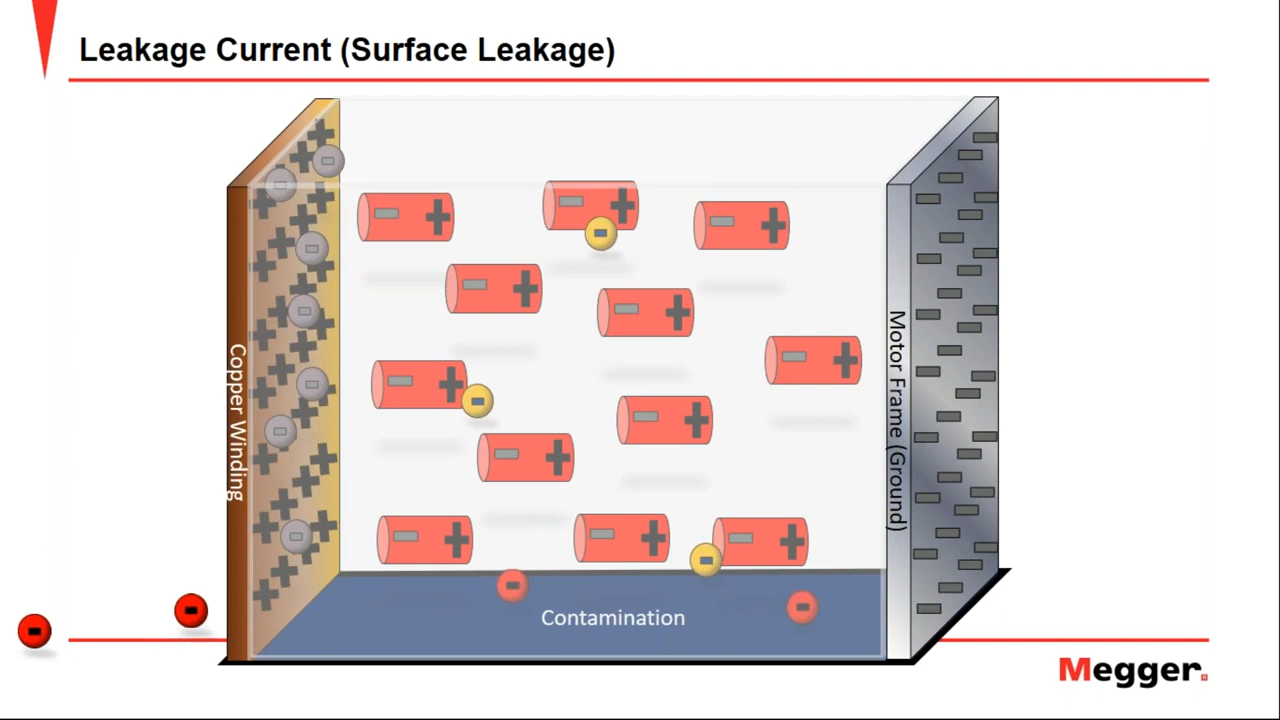 Leakage Current (Surface Leakage)
Copper Winding
Motor Frame (Ground)
Contamination
Megger.